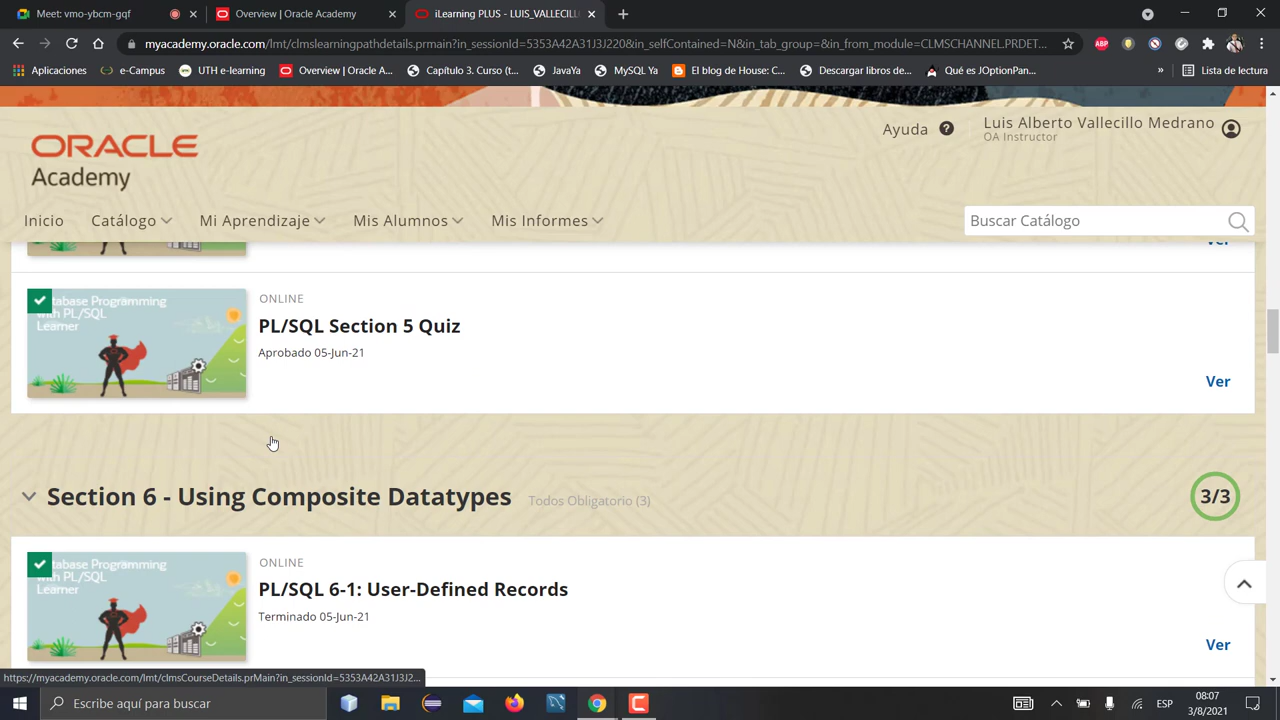 Meet: vmo-ybcm-gqf
Overview | Oracle Academy
iLearning PLUS - LUIS_VALLECILL
myacademy.oracle.com/lmt/clmslearningpathdetails.prmain?in_sessionId=5353A42A31J3J220&in_selfContained=N&in_tab_group=&in_from_module=CLMSCHANNEL.PRDET...
ABP
Aplicaciones
e-Campus
UTH e-learning
Overview | Oracle A...
Capítulo 3. Curso (t...
JavaYa
MySQL Ya
El blog de House: C...
Descargar libros de...
Qué es JOptionPan...
»
Lista de lectura
ORACLE
Academy
Ayuda
Luis Alberto Vallecillo Medrano
OA Instructor
Inicio
Catálogo
Mi Aprendizaje
Mis Alumnos
Mis Informes
Buscar Catálogo
Ver
Database Programming
with PL/SQL
Learner
ONLINE
PL/SQL Section 5 Quiz
Aprobado 05-Jun-21
Ver
Section 6 - Using Composite Datatypes
Todos Obligatorio (3)
3/3
Database Programming
with PL/SQL
Learner
ONLINE
PL/SQL 6-1: User-Defined Records
Terminado 05-Jun-21
Ver
https://myacademy.oracle.com/lmt/clmsCourseDetails.prMain?in_sessionId=5353A42A31J3J2...
Escribe aquí para buscar
ESP
08:07
3/8/2021